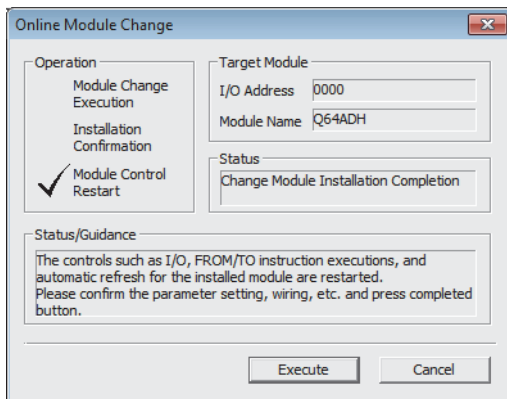 Online Module Change
Operation
Module Change
Execution
Installation
Confirmation
Module Control
Restart
Target Module
I/O Address 0000
Module Name Q64ADH
Status
Change Module Installation Completion
Status/Guidance
The controls such as I/O, FROM/TO instruction executions, and
automatic refresh for the installed module are restarted.
Please confirm the parameter setting, wiring, etc. and press completed
button.
Execute
Cancel